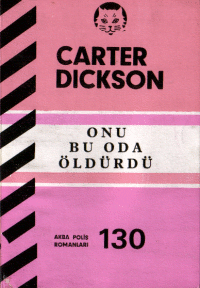 CARTER
DICKSON
ONU
BU ODA
ÖLDÜRDÜ
AKBA POLİS
ROMANLARI
130